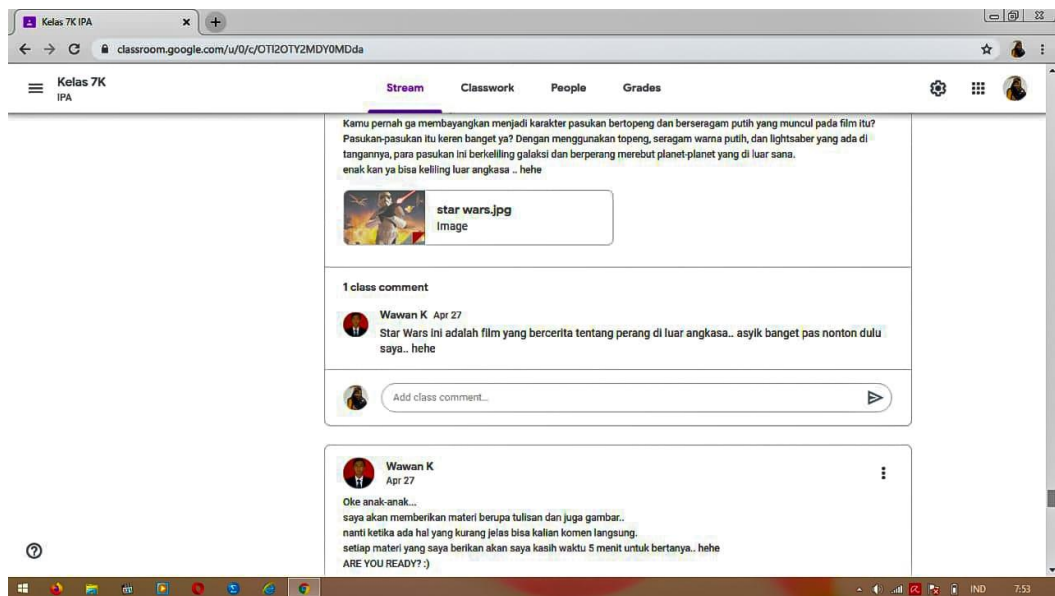 Kelas 7K IPA
classroom.google.com/u/0/c/OTI2OTY2MDY0MDda
Kelas 7K
IPA
Stream Classwork People Grades
Kamu pernah ga membayangkan menjadi karakter pasukan bertopeng dan berseragam putih yang muncul pada film itu?
Pasukan-pasukan itu keren banget ya? Dengan menggunakan topeng, seragam warna putih, dan lightsaber yang ada di
tangannya, para pasukan ini berkeliling galaksi dan berperang merebut planet-planet yang di luar sana.
enak kan ya bisa keliling luar angkasa .. hehe
star wars.jpg
Image
1 class comment
Wawan K Apr 27
Star Wars ini adalah film yang bercerita tentang perang di luar angkasa.. asyik banget pas nonton dulu
saya.. hehe
Add class comment...
Wawan K
Apr 27
Oke anak-anak...
saya akan memberikan materi berupa tulisan dan juga gambar..
nanti ketika ada hal yang kurang jelas bisa kalian komen langsung.
setiap materi yang saya berikan akan saya kasih waktu 5 menit untuk bertanya.. hehe
ARE YOU READY? :)
IND 7:53